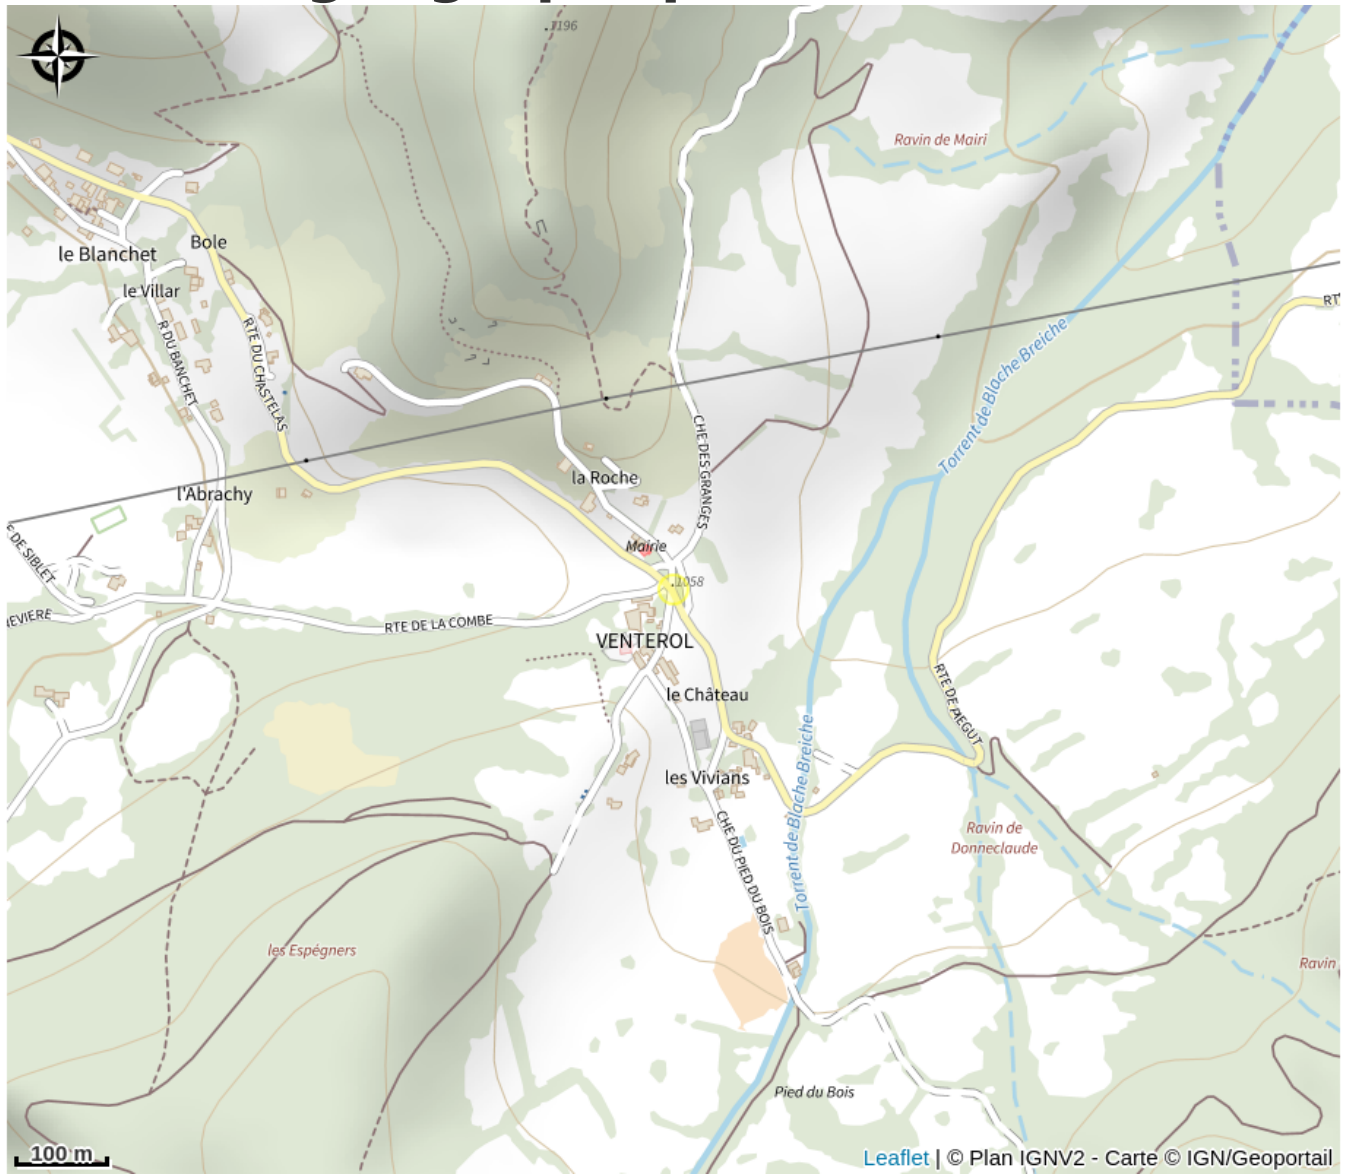 1196
Ravin de Mairi
Bole
le Blanchet
le Villar
RTE DU CHASTELAS
R DU BANCHET
RT
Torrent de Blache Breiche
CHE DES GRANGES
la Roche
l'Abrachy
E DE SIBLET
Mairie
1058
EVIERE
RTE DE LA COMBE
VENTEROL
le Château
RTE DE PIEGUT
les Vivians
Torrent de Blache Breiche
CHE DU PIED DU BOIS
Ravin de
Donneclaude
les Espégners
Ravin
Pied du Bois
100 m
Leaflet | © Plan IGNV2 - Carte © IGN/Geoportail